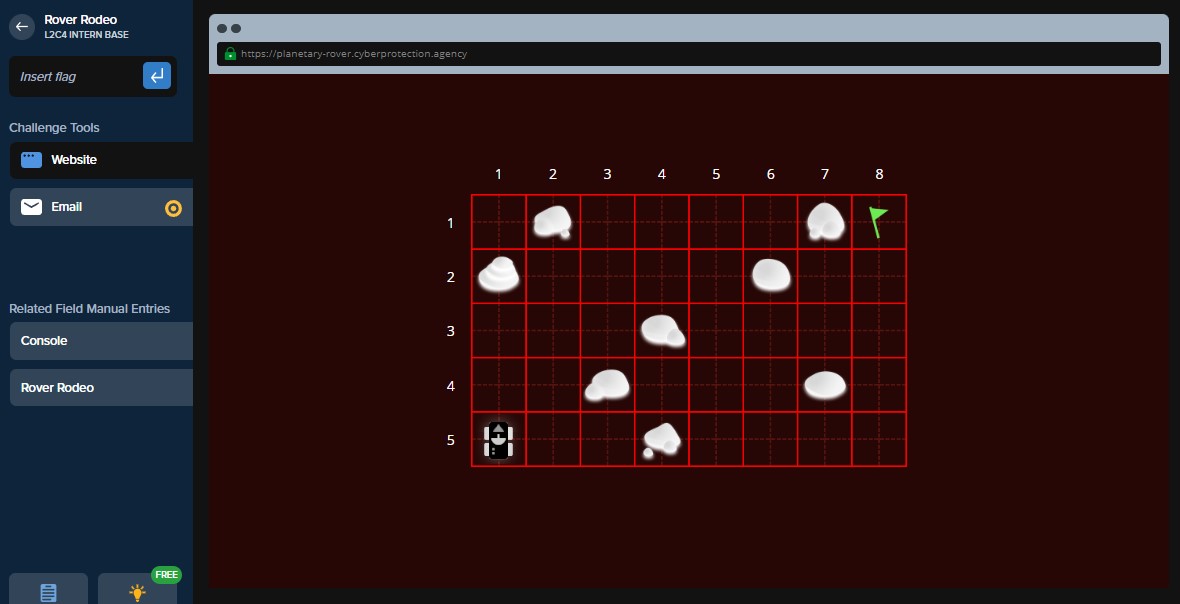 Rover Rodeo
L2C4 INTERN BASE
Insert flag
Challenge Tools
Website
Email
Related Field Manual Entries
Console
Rover Rodeo
FREE
https://planetary-rover.cyberprotection.agency
1 2 3 4 5 6 7 8
1
2
3
4
5